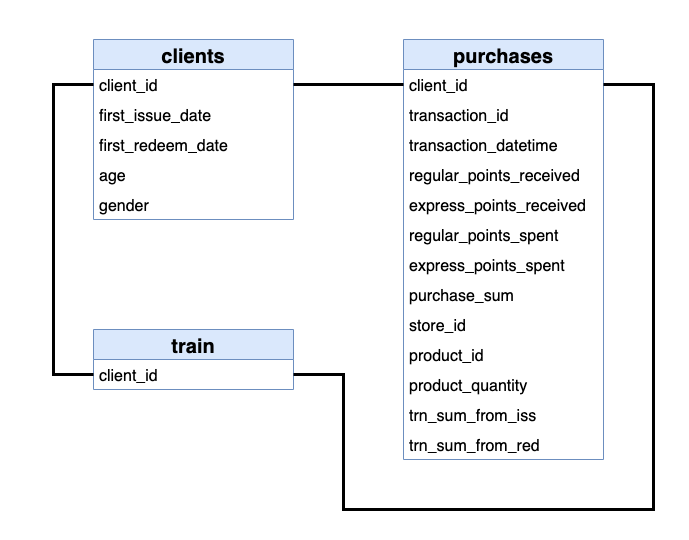 clients
client_id
first_issue_date
first_redeem_date
age
gender
purchases
client_id
transaction_id
transaction_datetime
regular_points_received
express_points_received
regular_points_spent
express_points_spent
purchase_sum
store_id
product_id
product_quantity
trn_sum_from_iss
trn_sum_from_red
train
client_id